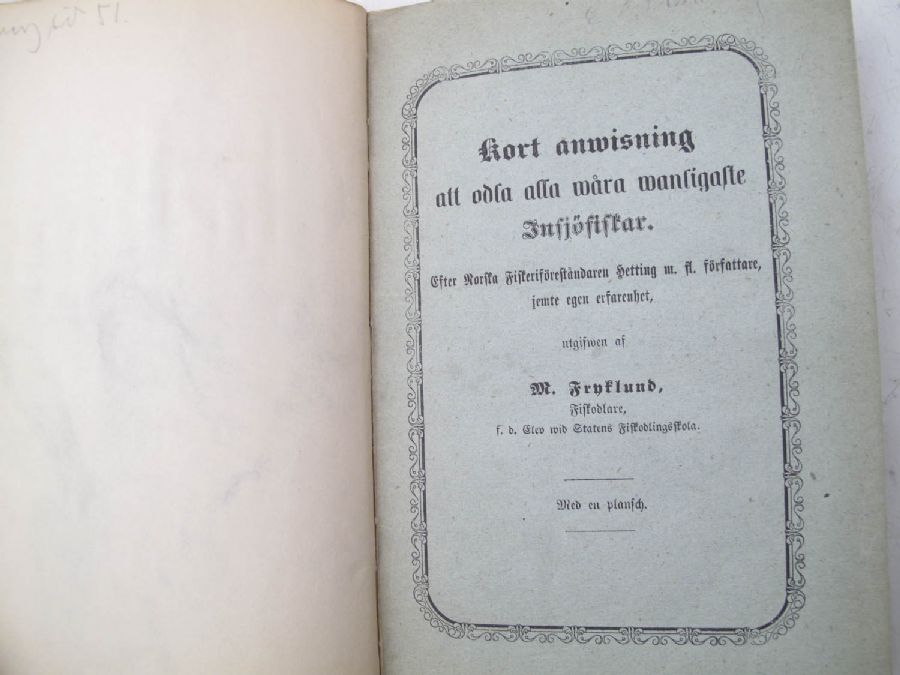 51.
Kort anwisning
att odla alla wåra wanligaste
Insjöfiskar.
Efter Norska Fiskeriföreståndaren Hetting m. fl. författare,
jemte egen erfarenhet,
utgifwen af
M. Fryklund,
Fiskodlare,
f. d. Elev wid Statens Fiskodlingsskola.
Med en plansch.